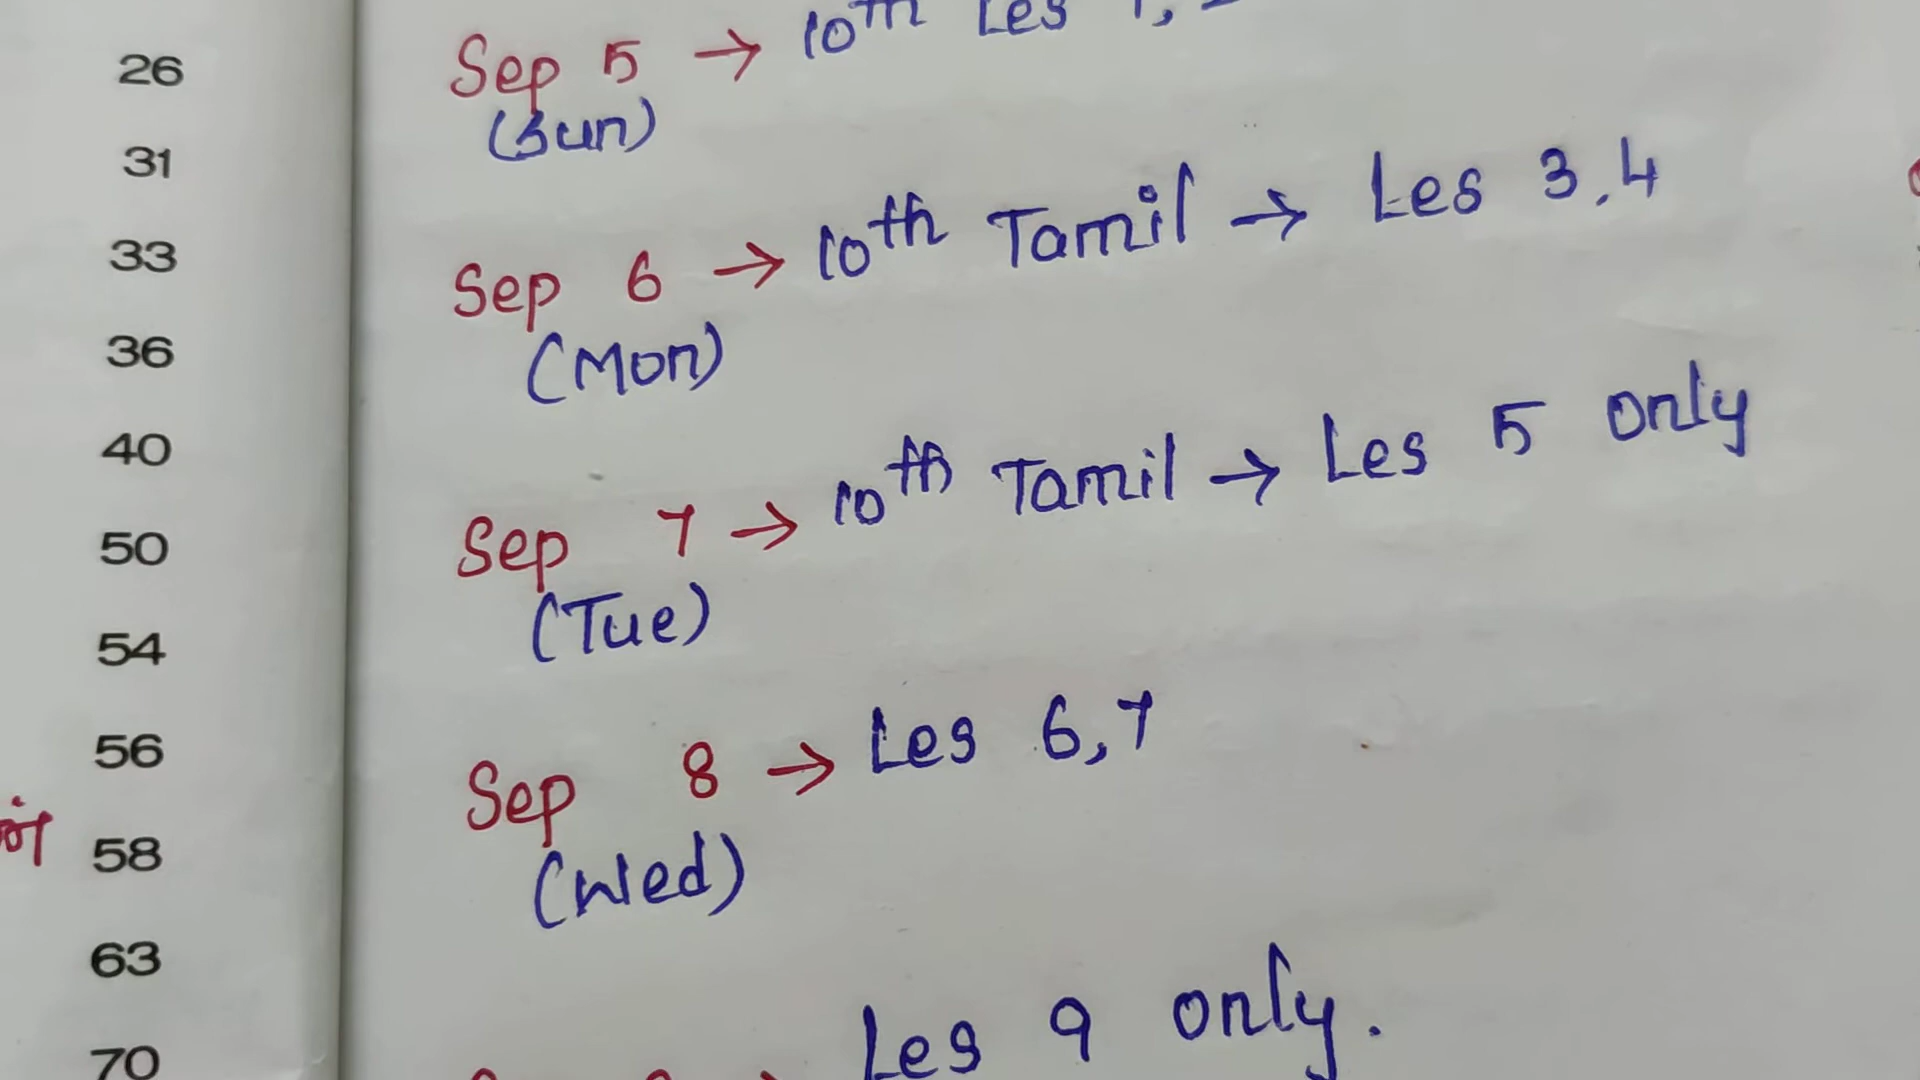 26
31
33
36
40
50
54
56
58
63
70
Sep 5 → 10th Les 1,
(Sun)
Sep 6 → 10th Tamil → Les 3,4
(Mon)
Sep 7 → 10th Tamil → Les 5 only
(Tue)
Sep 8 → Les 6,7
(Wed)
Les 9 only.